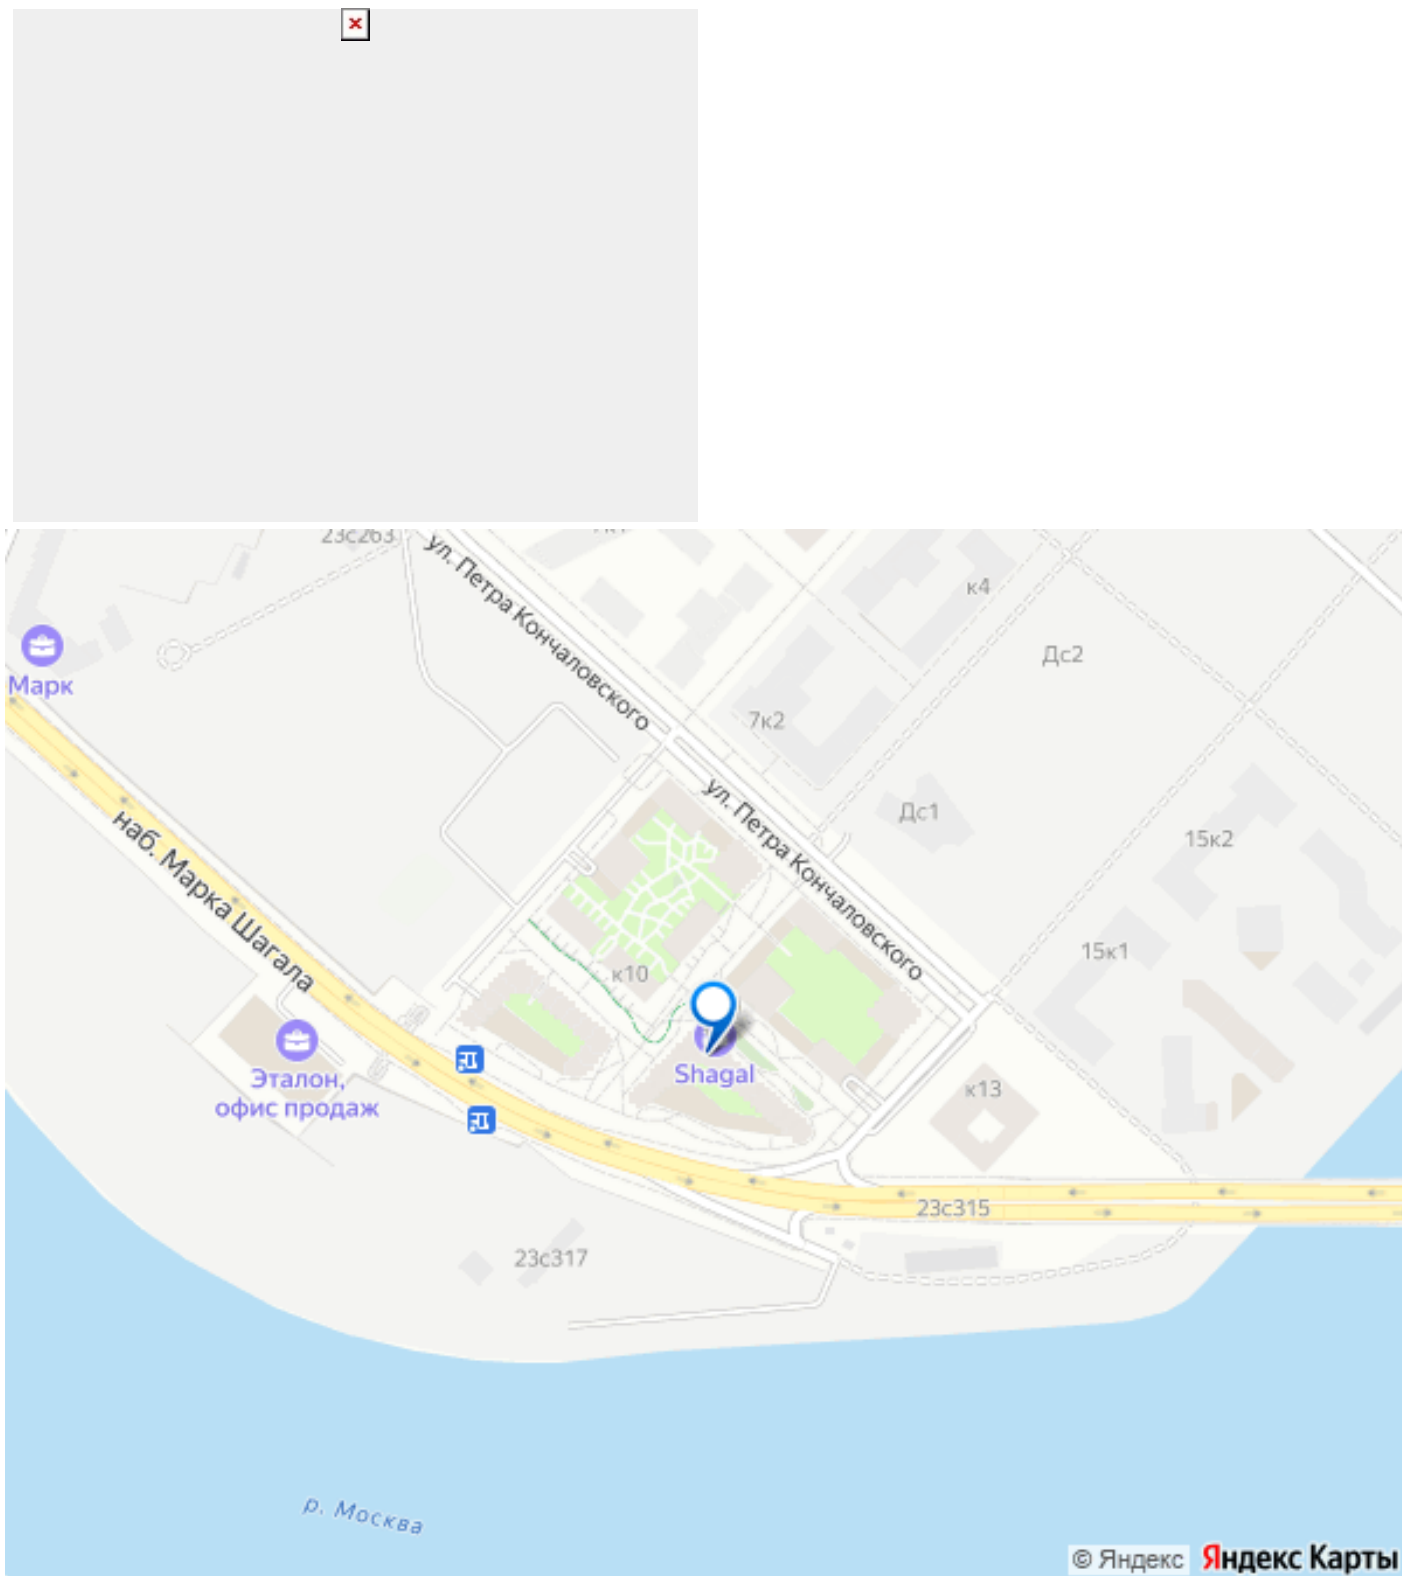 23с263
ул. Петра Кончаловского
к4
Дс2
Марк
7к2
ул. Петра Кончаловского
Дс1
15к2
наб. Марка Шагала
15к1
к10
Shagal
Эталон,
офис продаж
к13
23с315
23с317
р. Москва
© Яндекс Яндекс Карты